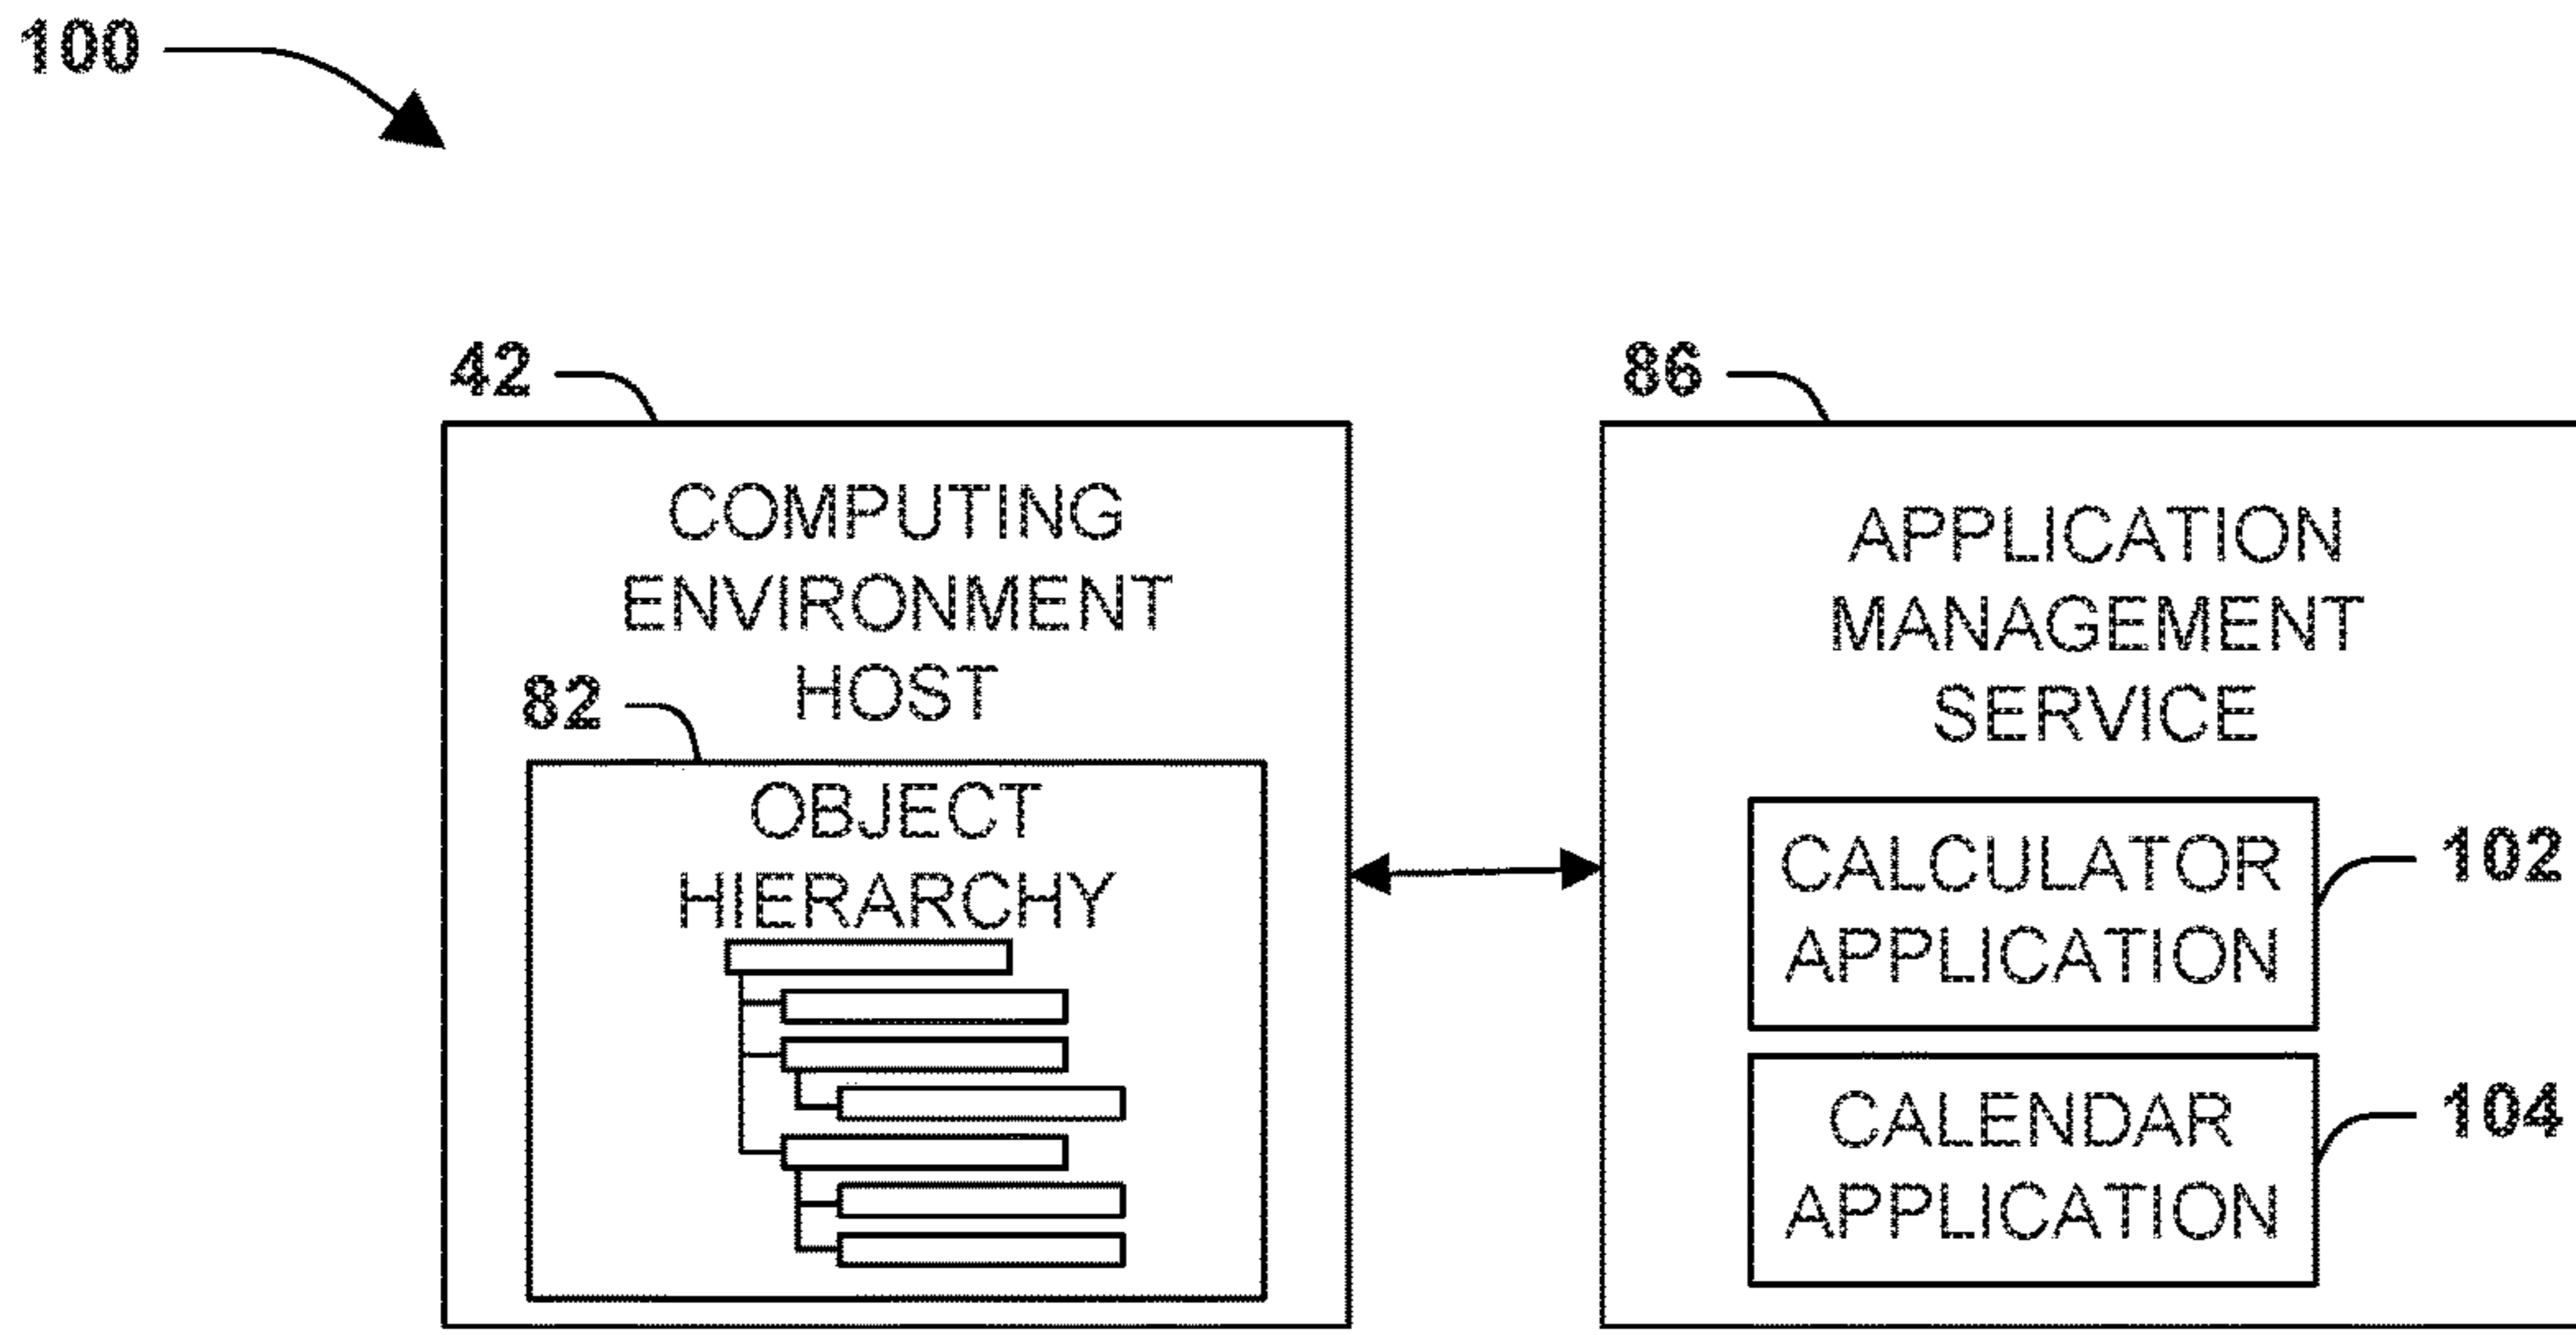 100
42
COMPUTING
ENVIRONMENT
HOST
82
OBJECT
HIERARCHY
86
APPLICATION
MANAGEMENT
SERVICE
CALCULATOR
APPLICATION
102
CALENDAR
APPLICATION
104